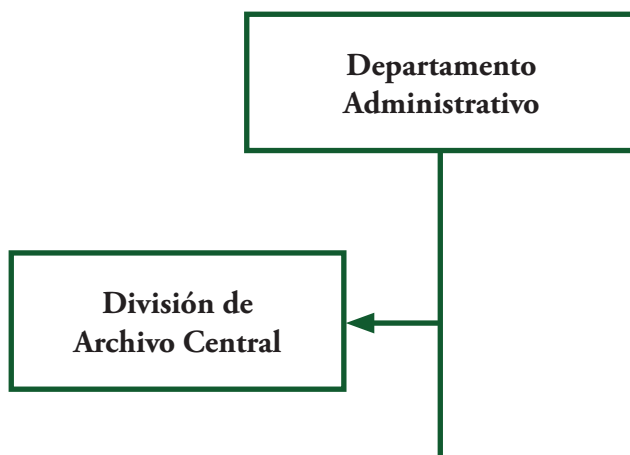 Departamento
Administrativo
División de
Archivo Central